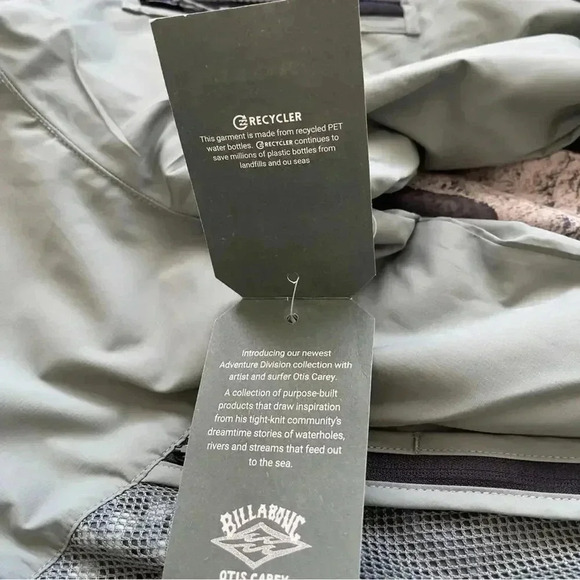 RECYCLER
This garment is made from recycled PET
water bottles. RECYCLER continues to
save millions of plastic bottles from
landfills and ou seas
Introducing our newest
Adventure Division collection with
artist and surfer Otis Carey.
A collection of purpose-built
products that draw inspiration
from his tight-knit community's
dreamtime stories of waterholes,
rivers and streams that feed out
to the sea.
BILLABONG
OTIS CAREY